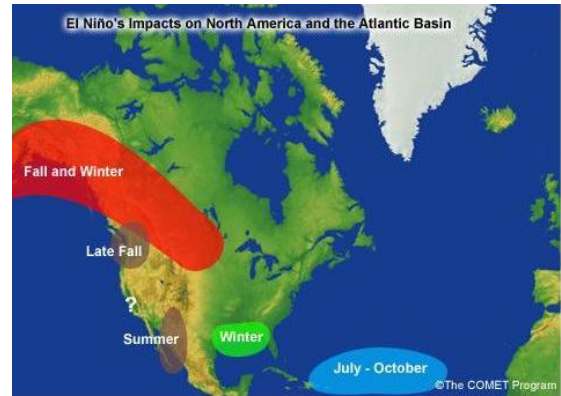 El Niño's Impacts on North America and the Atlantic Basin
Fall and Winter
Late Fall
?
Summer
Winter
July - October
©The COMET Program